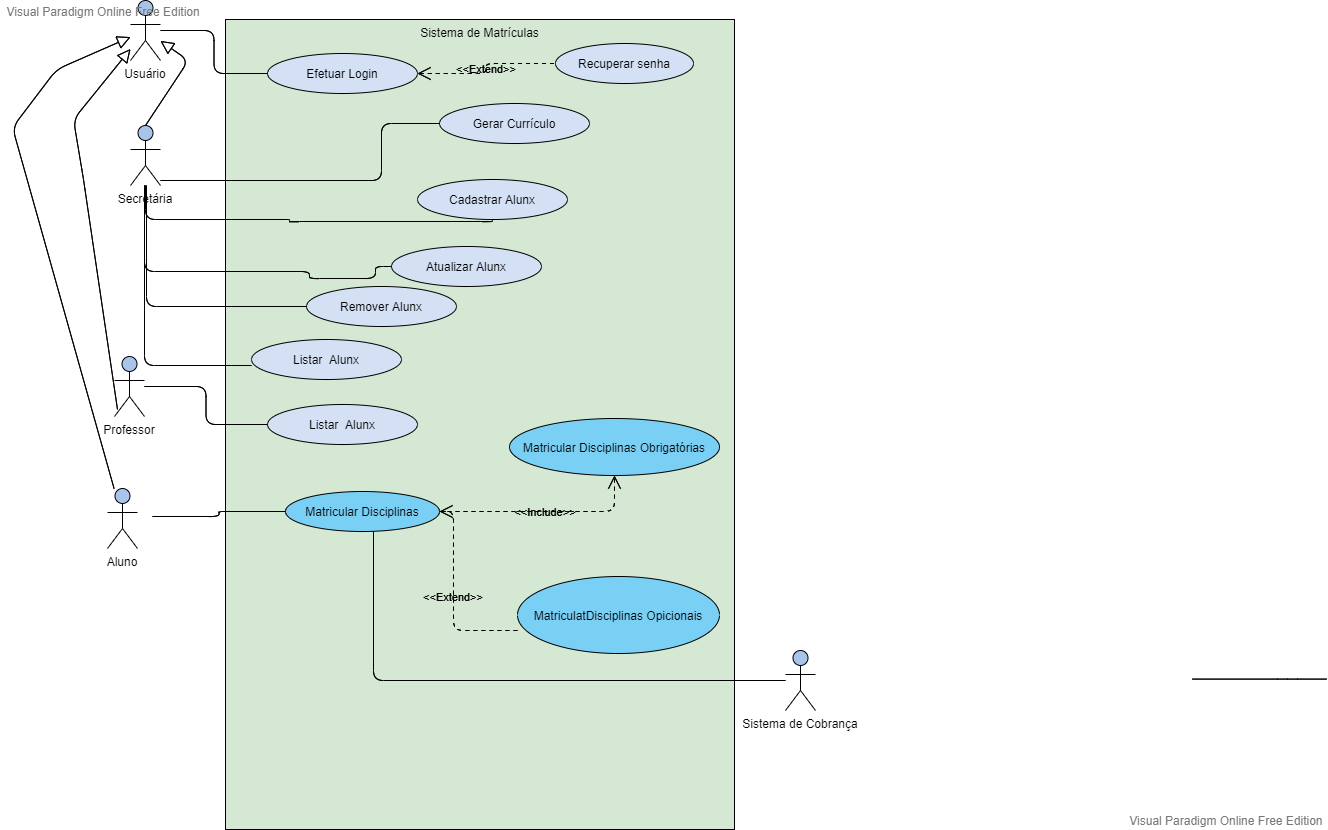 Visual Paradigm Online Free Edition
Sistema de Matrículas
Usuário
Efetuar Login
<<Extend>>
Recuperar senha
Gerar Currículo
Secretária
Cadastrar Alunx
Atualizar Alunx
Remover Alunx
Listar Alunx
Professor
Listar Alunx
Matricular Disciplinas Obrigatórias
Matricular Disciplinas
<<Include>>
Aluno
<<Extend>>
MatriculatDisciplinas Opicionais
Sistema de Cobrança
Visual Paradigm Online Free Edition